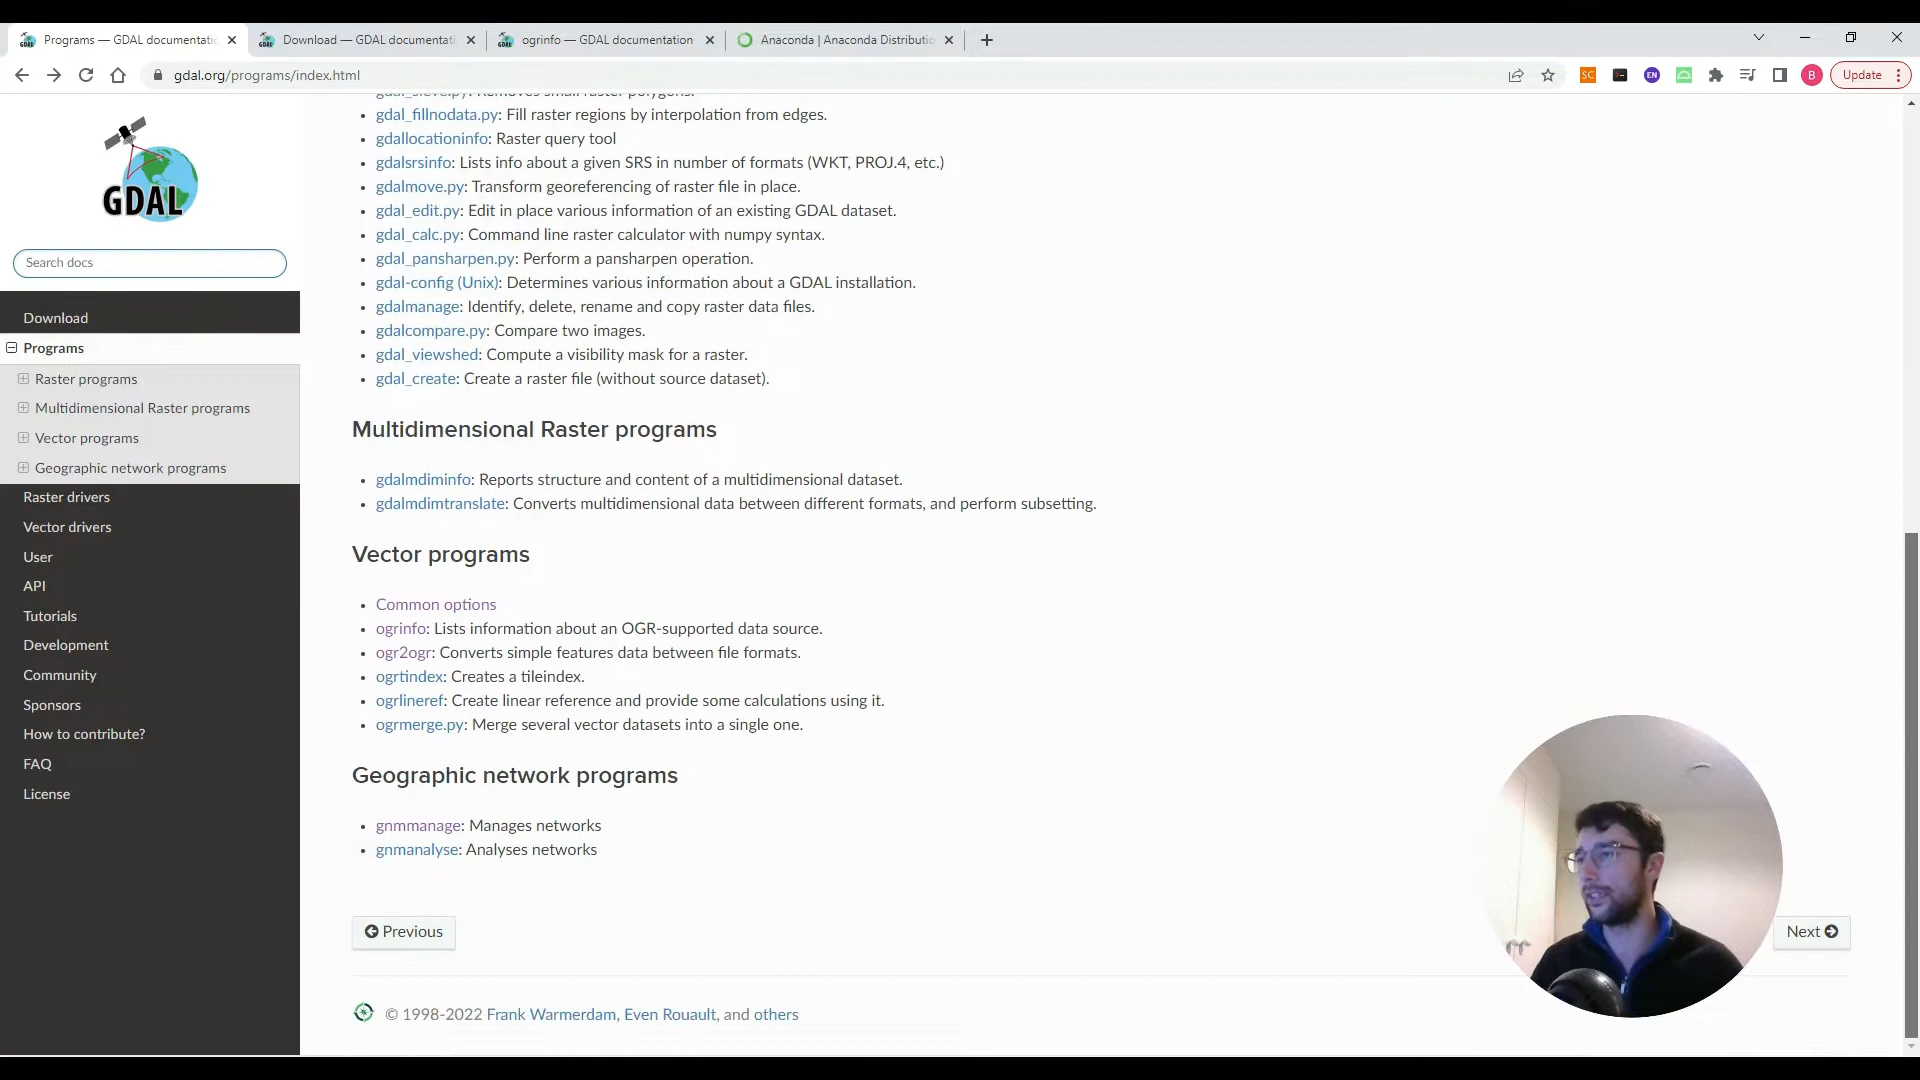 Programs — GDAL documentatio
Download — GDAL documentati
ogrinfo — GDAL documentation
Anaconda | Anaconda Distributio
gdal.org/programs/index.html
SC
EN
B
Update
GDAL
Search docs
Download
Programs
Raster programs
Multidimensional Raster programs
Vector programs
Geographic network programs
Raster drivers
Vector drivers
User
API
Tutorials
Development
Community
Sponsors
How to contribute?
FAQ
License
gdal_sieve.py: Removes small raster polygons.
gdal_fillnodata.py: Fill raster regions by interpolation from edges.
gdallocationinfo: Raster query tool
gdalsrsinfo: Lists info about a given SRS in number of formats (WKT, PROJ.4, etc.)
gdalmove.py: Transform georeferencing of raster file in place.
gdal_edit.py: Edit in place various information of an existing GDAL dataset.
gdal_calc.py: Command line raster calculator with numpy syntax.
gdal_pansharpen.py: Perform a pansharpen operation.
gdal-config (Unix): Determines various information about a GDAL installation.
gdalmanage: Identify, delete, rename and copy raster data files.
gdalcompare.py: Compare two images.
gdal_viewshed: Compute a visibility mask for a raster.
gdal_create: Create a raster file (without source dataset).
Multidimensional Raster programs
gdalmdiminfo: Reports structure and content of a multidimensional dataset.
gdalmdimtranslate: Converts multidimensional data between different formats, and perform subsetting.
Vector programs
Common options
ogrinfo: Lists information about an OGR-supported data source.
ogr2ogr: Converts simple features data between file formats.
ogrtindex: Creates a tileindex.
ogrlineref: Create linear reference and provide some calculations using it.
ogrmerge.py: Merge several vector datasets into a single one.
Geographic network programs
gnmmanage: Manages networks
gnmanalyse: Analyses networks
Previous
Next
© 1998-2022 Frank Warmerdam, Even Rouault, and others